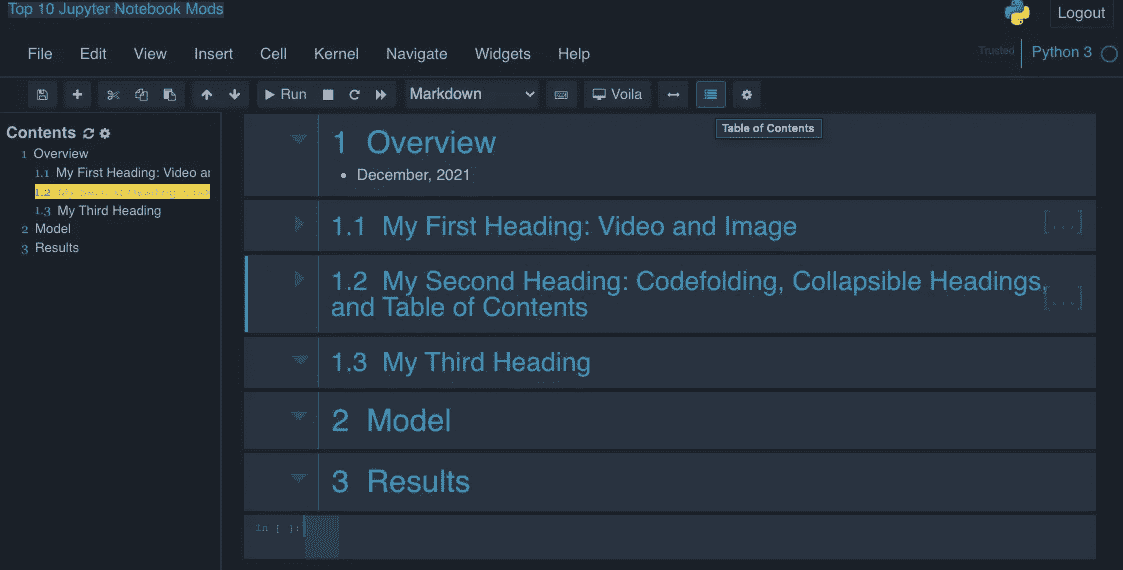 Top 10 Jupyter Notebook Mods
Logout
File Edit View Insert Cell Kernel Navigate Widgets Help
Trusted
Python 3
Run
Markdown
Voila
Table of Contents
Contents
1 Overview
1.1 My First Heading: Video ar
1.2
1.3 My Third Heading
2 Model
3 Results
1 Overview
• December, 2021
1.1 My First Heading: Video and Image
[...]
1.2 My Second Heading: Codefolding, Collapsible Headings,
and Table of Contents
[...]
1.3 My Third Heading
2 Model
3 Results
In [ ]: